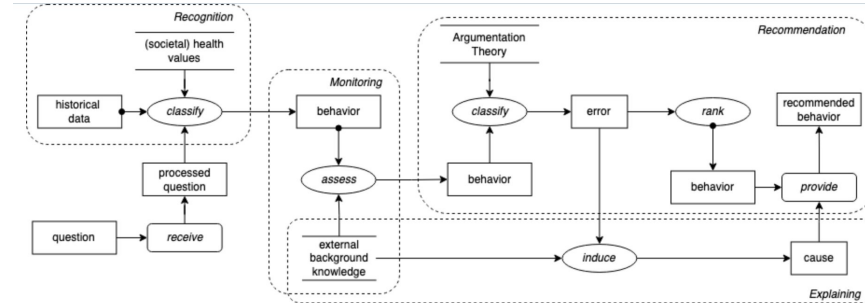 Recognition
(societal) health
values
historical
data
classify
processed
question
question
receive
Monitoring
behavior
assess
external
background
knowledge
Recommendation
Argumentation
Theory
classify
error
rank
recommended
behavior
behavior
behavior
provide
induce
cause
Explaining